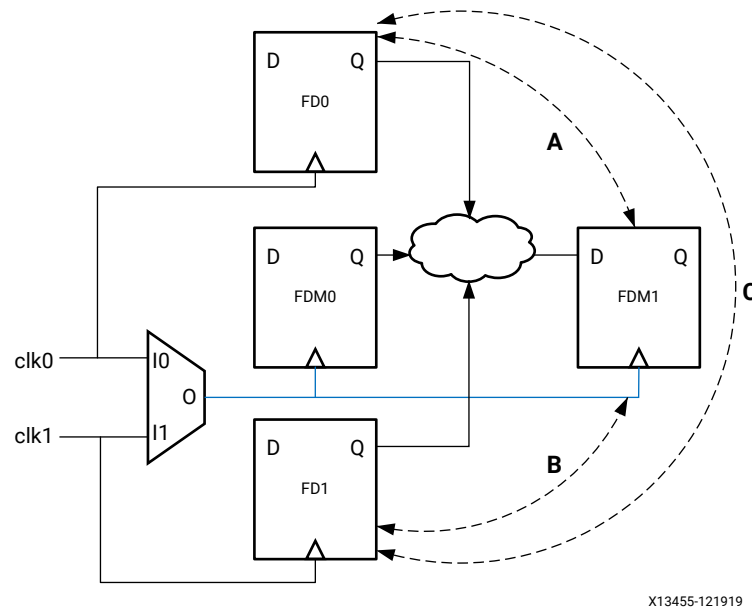 D Q
FD0
A
D Q
FDM0
D Q
FDM1
C
clk0
I0
O
clk1
I1
D Q
FD1
B
X13455-121919